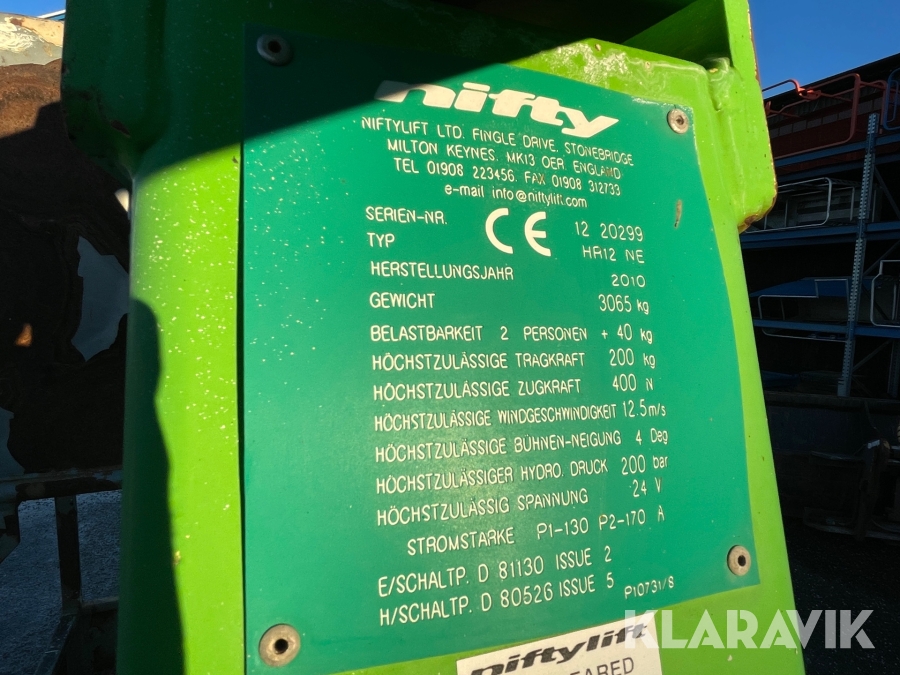 nifty
NIFTYLIFT LTD. FINGLE DRIVE, STONEBRIDGE
MILTON KEYNES. MK13 OER. ENGLAND
TEL 01908 223456. FAX 01908 312733
e-mail info@niftylift.com
SERIEN-NR. CE 12 20299
TYP HR12 NE
HERSTELLUNGSJAHR 2010
GEWICHT 3065 kg
BELASTBARKEIT 2 PERSONEN + 40 kg
HÖCHSTZULÄSSIGE TRAGKRAFT 200 kg
HÖCHSTZULÄSSIGE ZUGKRAFT 400 N
HÖCHSTZULÄSSIGE WINDGESCHWINDIGKEIT 12.5 m/s
HÖCHSTZULÄSSIGE BÜHNEN-NEIGUNG 4 Deg
HÖCHSTZULÄSSIGER HYDRO. DRUCK 200 bar
HÖCHSTZULÄSSIG SPANNUNG 24 V
STROMSTARKE P1-130 P2-170 A
E/SCHALTP. D 81130 ISSUE 2
H/SCHALTP. D 80526 ISSUE 5
P10731/8
niftylift
KLARAVIK